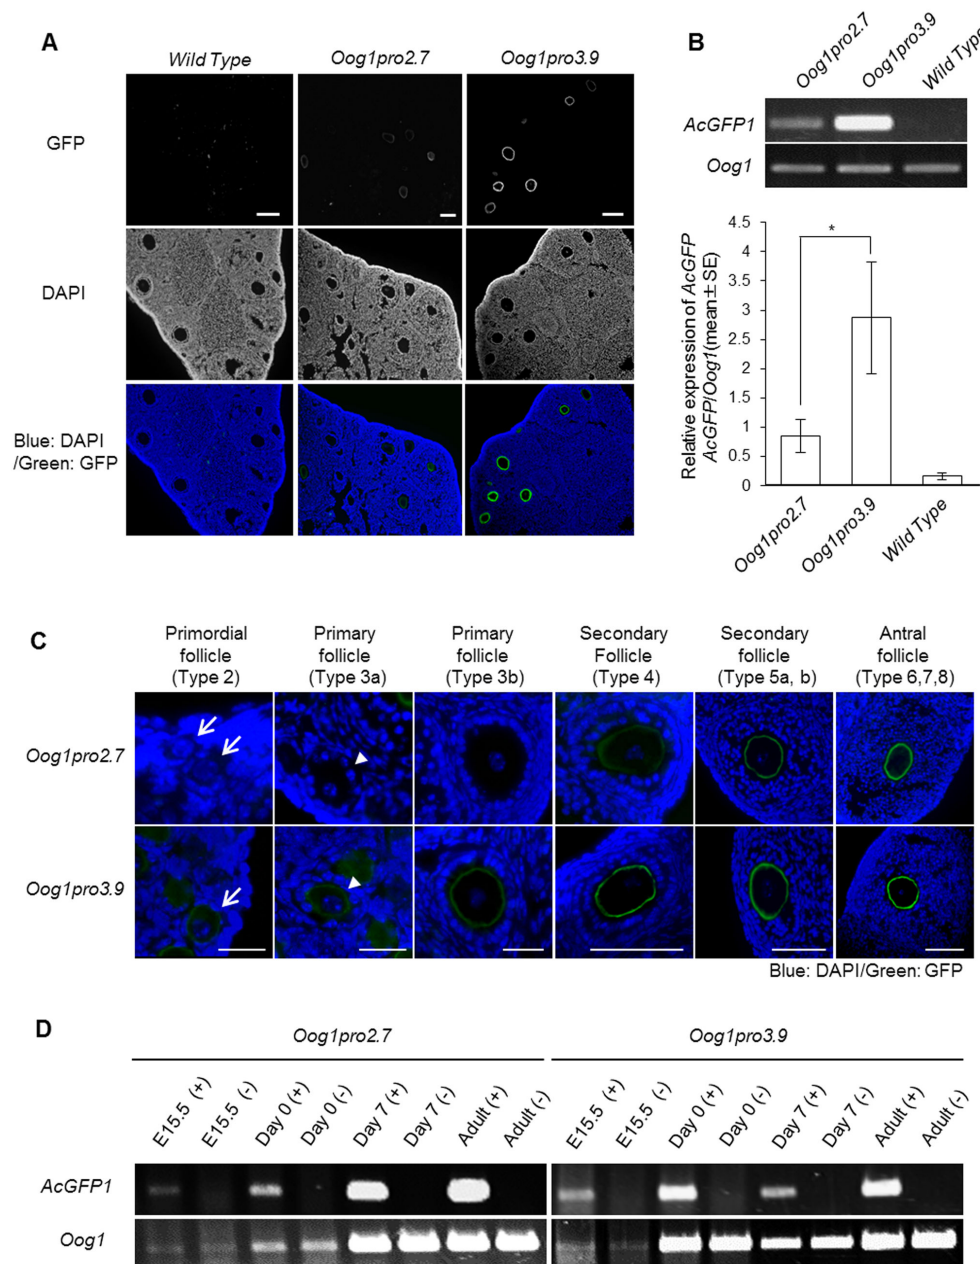 A
Wild Type
Oog1pro2.7
Oog1pro3.9
GFP
DAPI
Blue: DAPI
/Green: GFP
B
Oog1pro2.7
Oog1pro3.9
Wild Type
AcGFP1
Oog1
Relative expression of AcGFP
AcGFP/Oog1(mean±SE)
4.5
4
3.5
3
2.5
2
1.5
1
0.5
0
*
Oog1pro2.7
Oog1pro3.9
Wild Type
C
Primordial
follicle
(Type 2)
Primary
follicle
(Type 3a)
Primary
follicle
(Type 3b)
Secondary
Follicle
(Type 4)
Secondary
follicle
(Type 5a, b)
Antral
follicle
(Type 6,7,8)
Oog1pro2.7
Oog1pro3.9
Blue: DAPI/Green: GFP
D
Oog1pro2.7
Oog1pro3.9
E15.5 (+)
E15.5 (-)
Day 0 (+)
Day 0 (-)
Day 7 (+)
Day 7 (-)
Adult (+)
Adult (-)
E15.5 (+)
E15.5 (-)
Day 0 (+)
Day 0 (-)
Day 7 (+)
Day 7 (-)
Adult (+)
Adult (-)
AcGFP1
Oog1